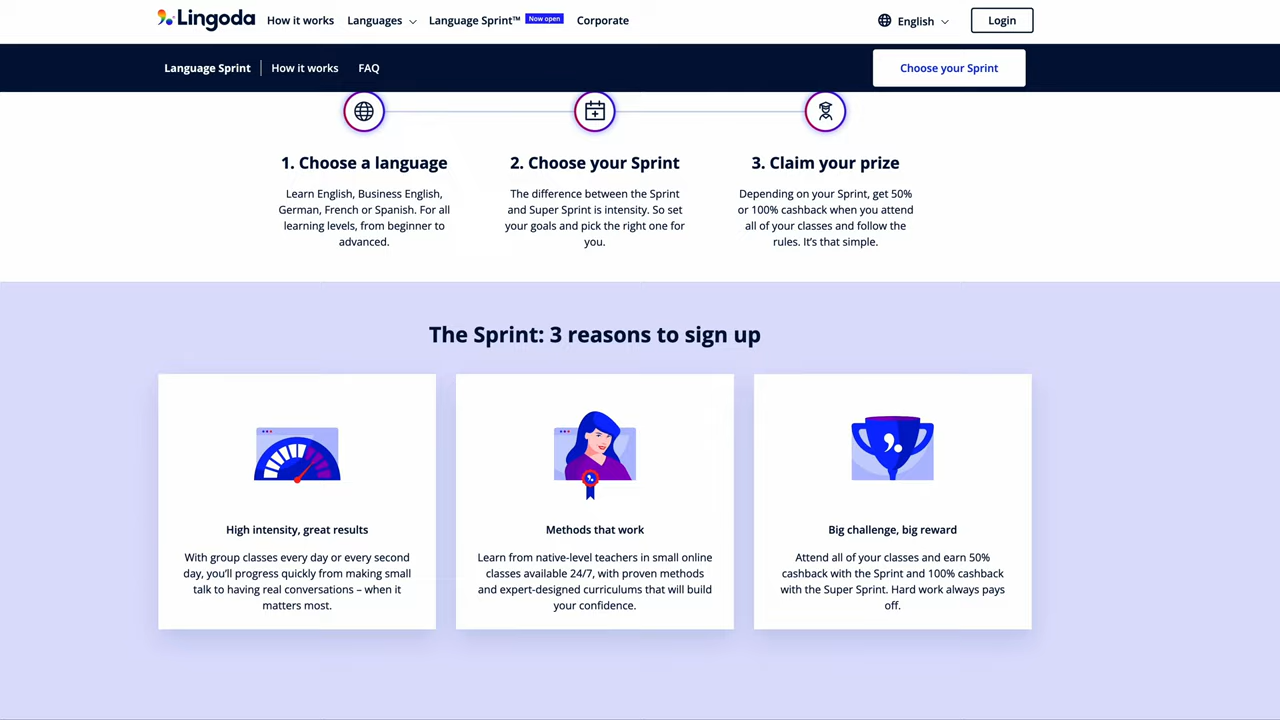 Lingoda How it works Languages Language Sprint™ Now open Corporate English Login
Language Sprint How it works FAQ Choose your Sprint
1. Choose a language
Learn English, Business English,
German, French or Spanish. For all
learning levels, from beginner to
advanced.
2. Choose your Sprint
The difference between the Sprint
and Super Sprint is intensity. So set
your goals and pick the right one for
you.
3. Claim your prize
Depending on your Sprint, get 50%
or 100% cashback when you attend
all of your classes and follow the
rules. It’s that simple.
The Sprint: 3 reasons to sign up
High intensity, great results
With group classes every day or every second
day, you’ll progress quickly from making small
talk to having real conversations – when it
matters most.
Methods that work
Learn from native-level teachers in small online
classes available 24/7, with proven methods
and expert-designed curriculums that will build
your confidence.
Big challenge, big reward
Attend all of your classes and earn 50%
cashback with the Sprint and 100% cashback
with the Super Sprint. Hard work always pays
off.